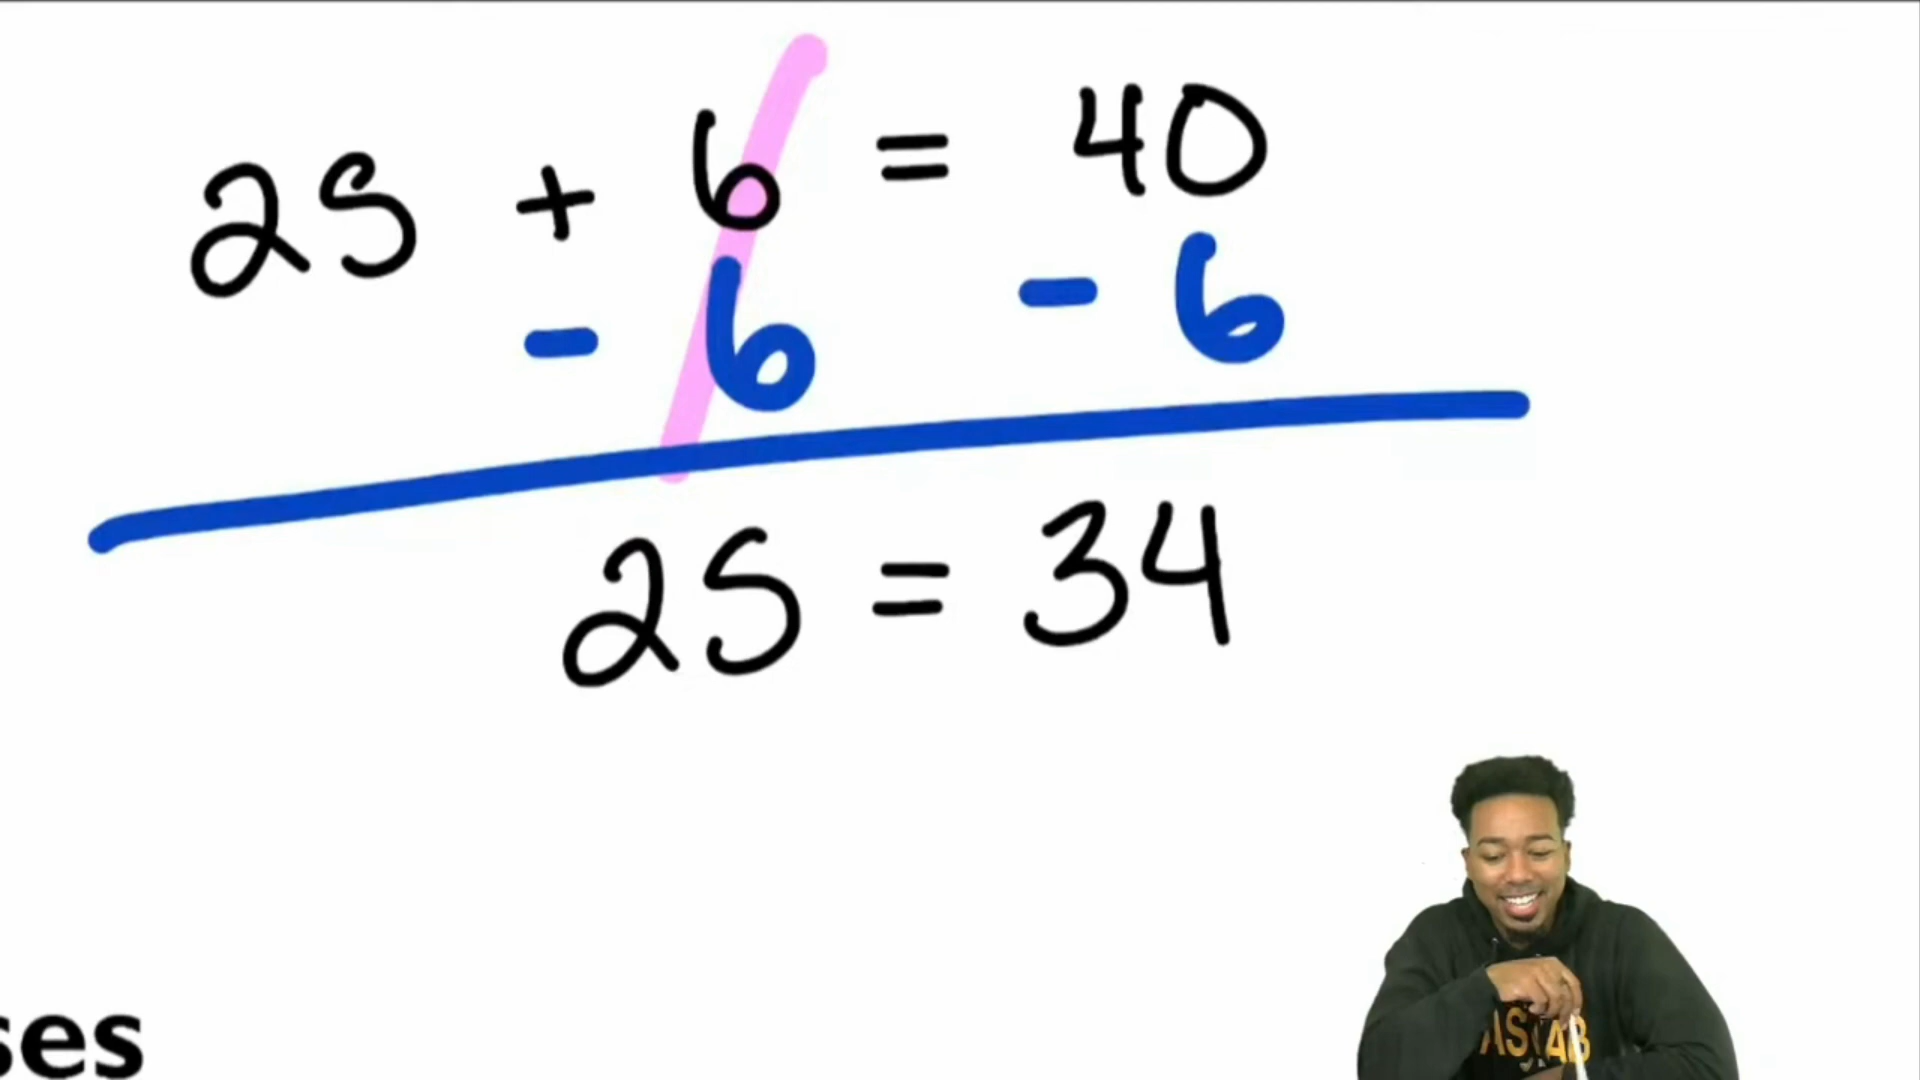 2S + 6 = 40
- 6 - 6
2S = 34
ses